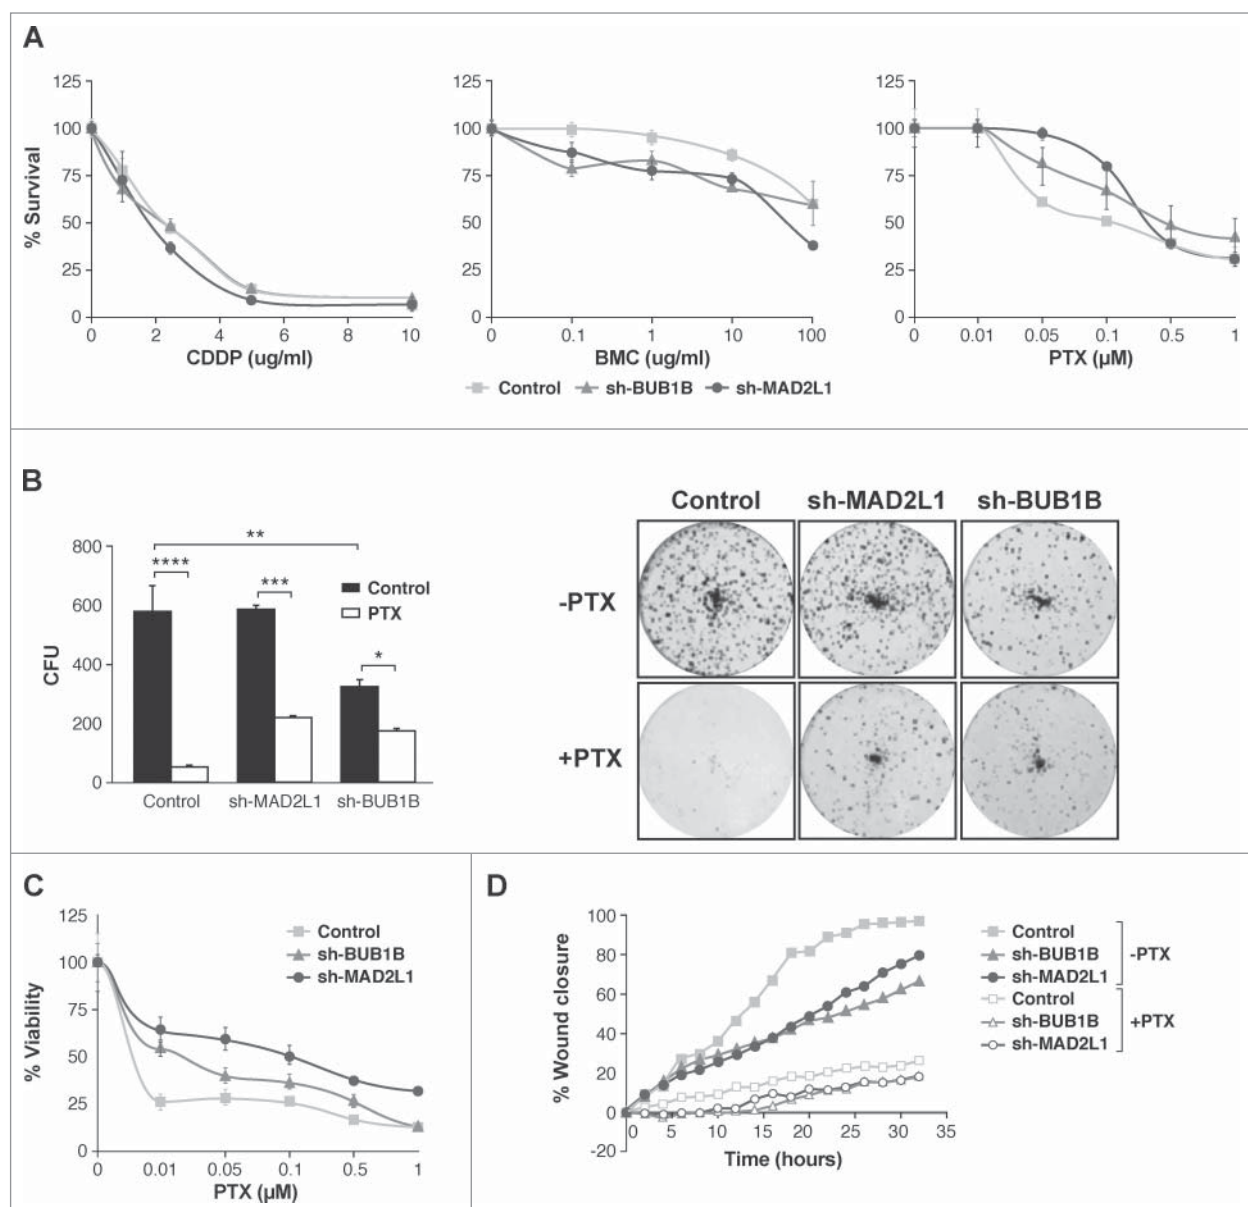 A
125
100
75
50
25
0
% Survival
0 2 4 6 8 10
CDDP (ug/ml)
125
100
75
50
25
0
0 0.1 1 10 100
BMC (ug/ml)
125
100
75
50
25
0
0 0.01 0.05 0.1 0.5 1
PTX (µM)
Control sh-BUB1B sh-MAD2L1
B
800
600
400
200
0
CFU
**
****
***
*
Control
PTX
Control sh-MAD2L1 sh-BUB1B
Control sh-MAD2L1 sh-BUB1B
-PTX
+PTX
C
125
100
75
50
25
0
% Viability
Control
sh-BUB1B
sh-MAD2L1
0 0.01 0.05 0.1 0.5 1
PTX (µM)
D
100
80
60
40
20
0
-20
% Wound closure
0 5 10 15 20 25 30 35
Time (hours)
Control
sh-BUB1B
sh-MAD2L1
-PTX
Control
sh-BUB1B
sh-MAD2L1
+PTX